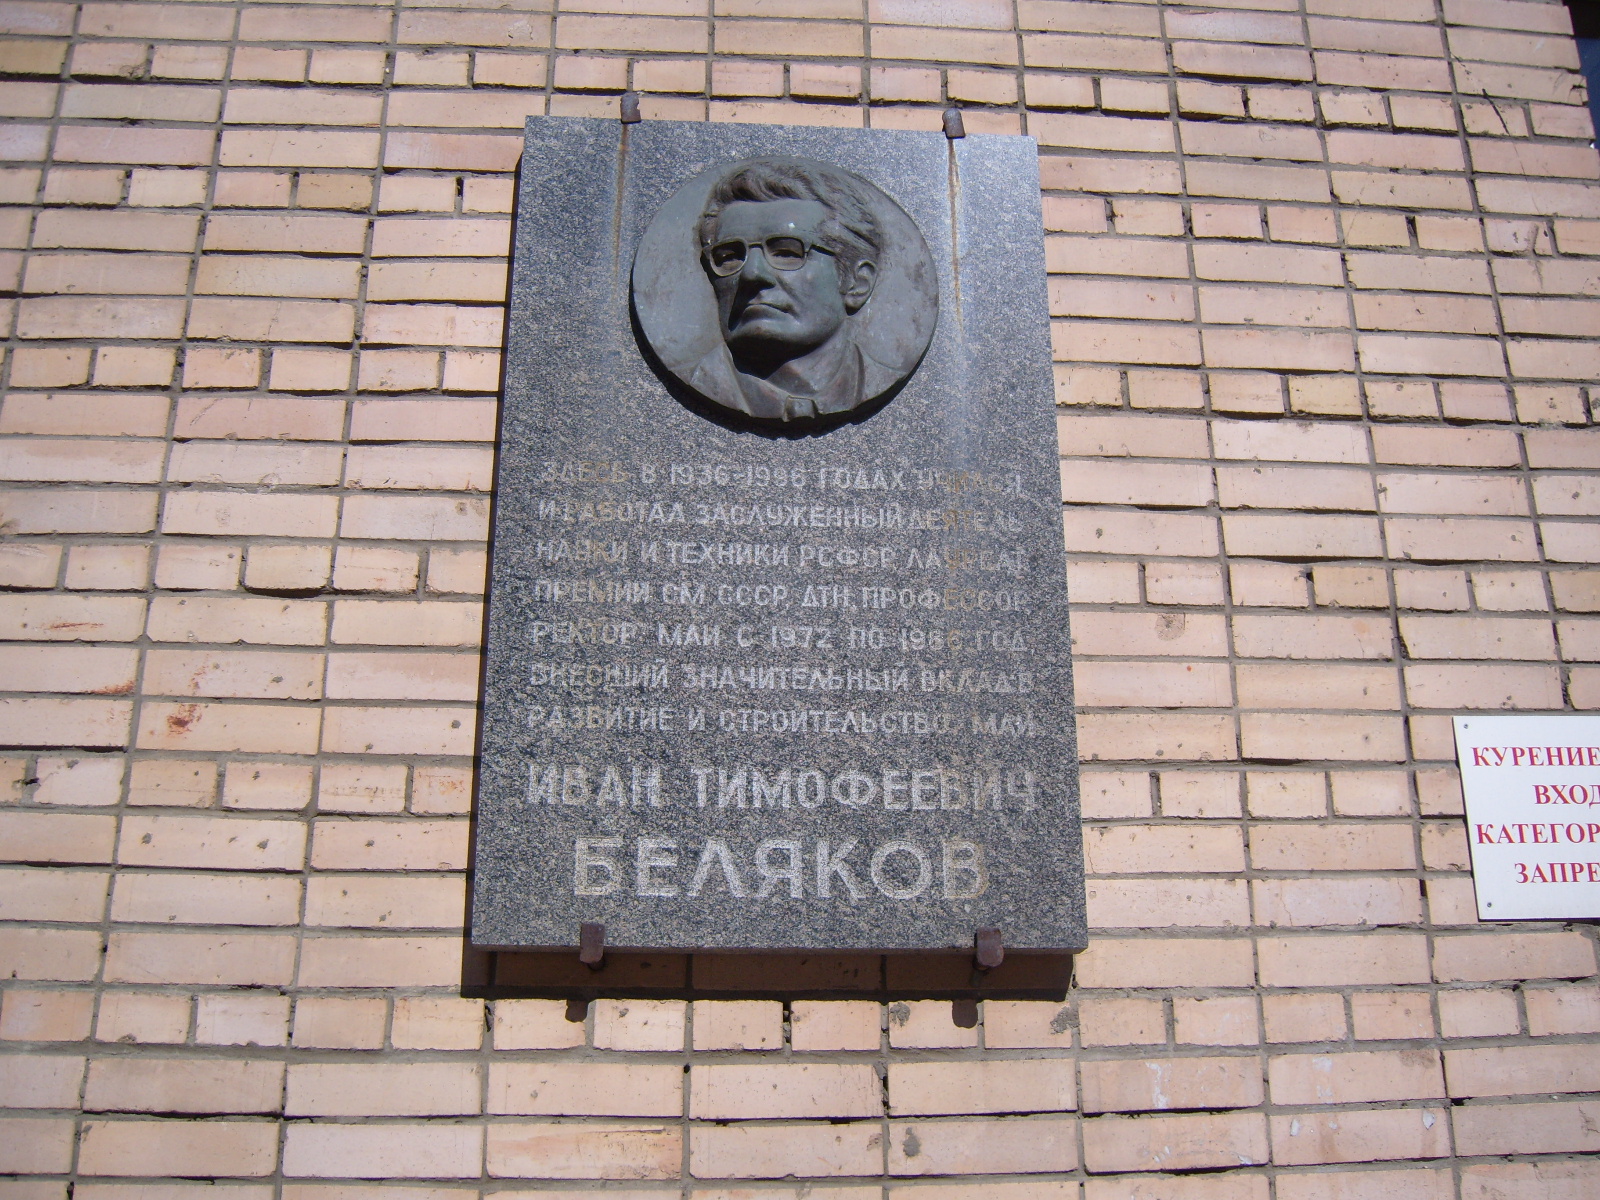 ЗДЕСЬ В 1936-1996 ГОДАХ УЧИЛСЯ
И РАБОТАЛ ЗАСЛУЖЕННЫЙ ДЕЯТЕЛЬ
НАУКИ И ТЕХНИКИ РСФСР, ЛАУРЕАТ
ПРЕМИИ СМ СССР, ДТН, ПРОФЕССОР,
РЕКТОР МАИ С 1972 ПО 1986 ГОД,
ВНЕСШИЙ ЗНАЧИТЕЛЬНЫЙ ВКЛАД В
РАЗВИТИЕ И СТРОИТЕЛЬСТВО МАИ
ИВАН ТИМОФЕЕВИЧ
БЕЛЯКОВ
КУРЕНИЕ
ВХОД
КАТЕГОР
ЗАПРЕ